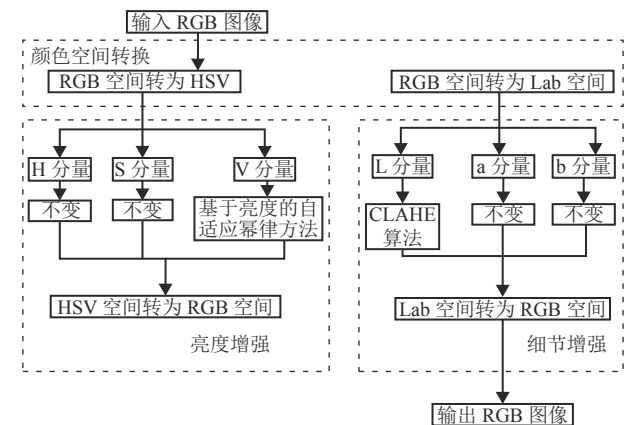 输入 RGB 图像
颜色空间转换
RGB 空间转为 HSV
RGB 空间转为 Lab 空间
H 分量
S 分量
V 分量
L 分量
a 分量
b 分量
不变
不变
基于亮度的自
适应幂律方法
CLAHE
算法
不变
不变
HSV 空间转为 RGB 空间
Lab 空间转为 RGB 空间
亮度增强
细节增强
输出 RGB 图像